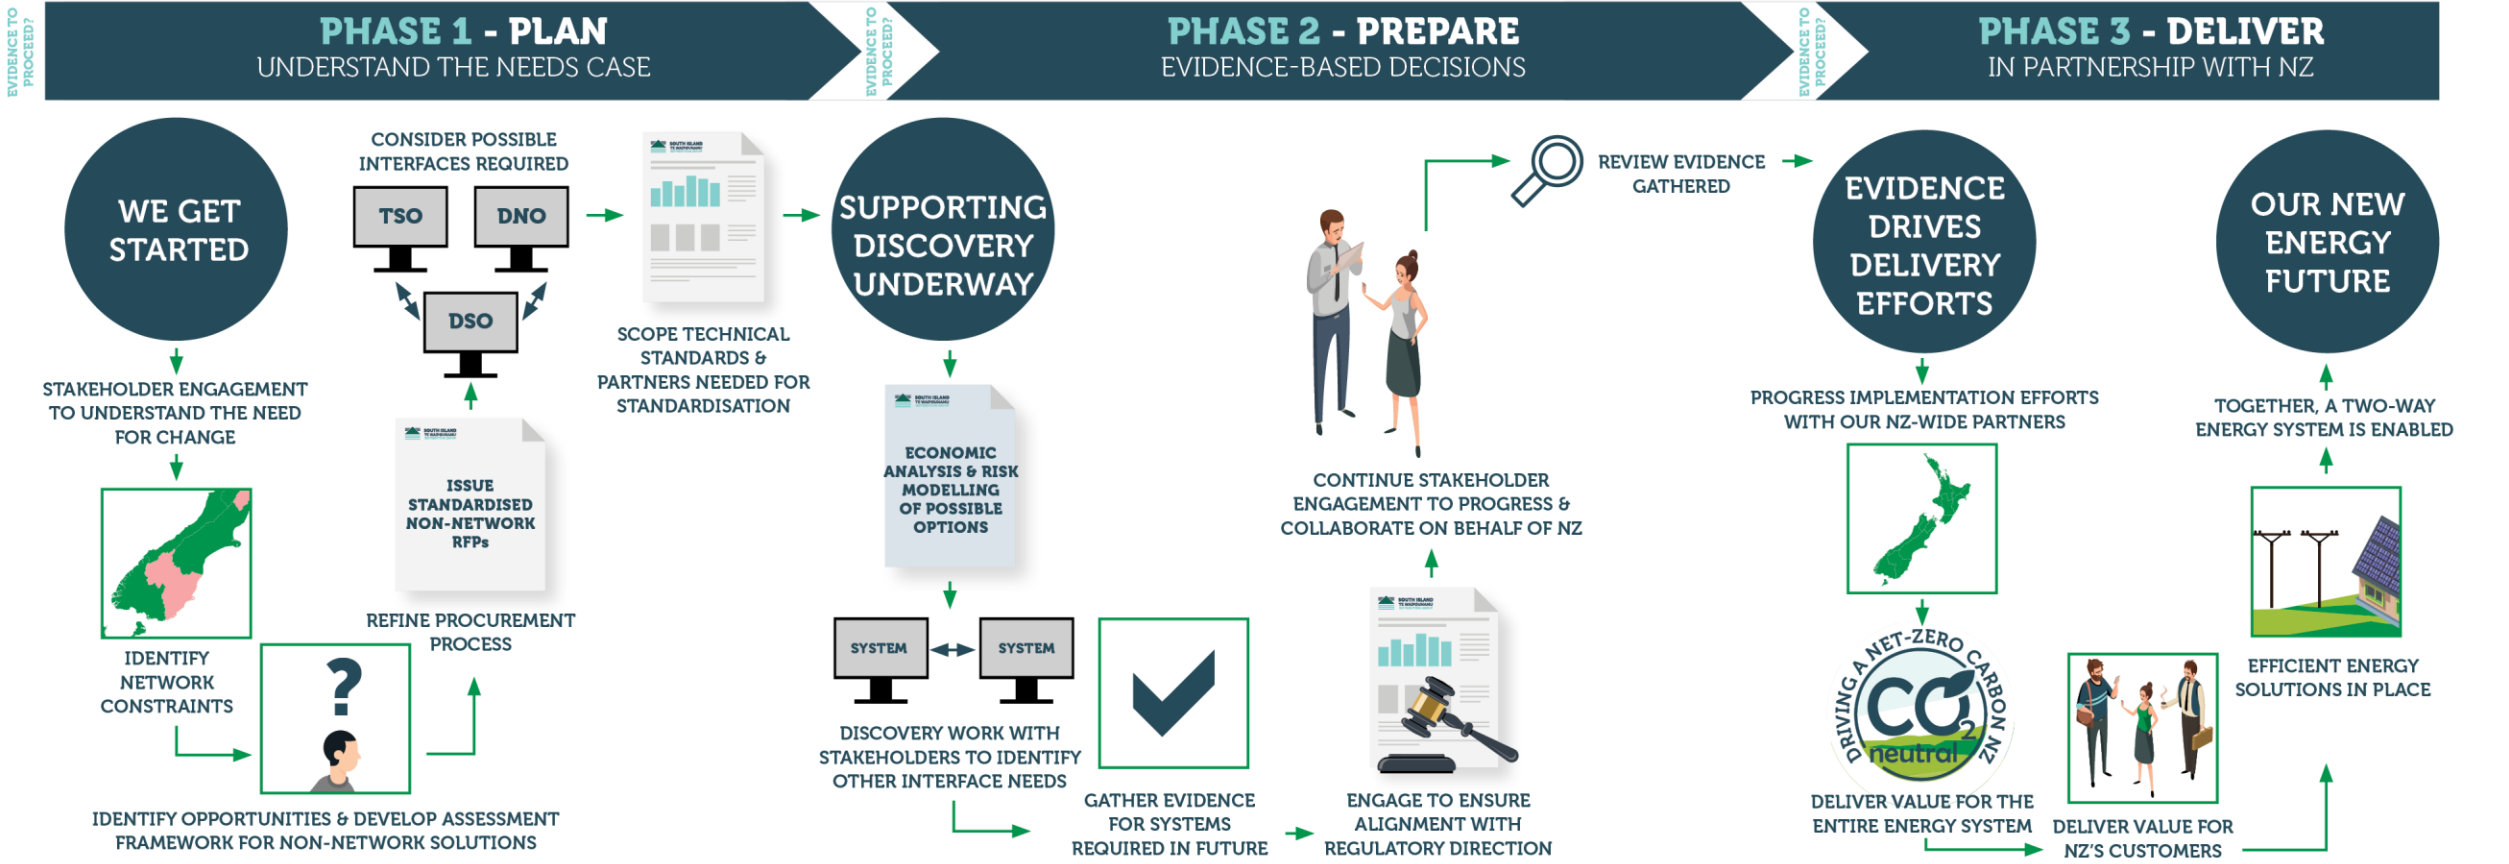 EVIDENCE TO
PROCEED?
PHASE 1 - PLAN
UNDERSTAND THE NEEDS CASE
EVIDENCE TO
PROCEED?
PHASE 2 - PREPARE
EVIDENCE-BASED DECISIONS
EVIDENCE TO
PROCEED?
PHASE 3 - DELIVER
IN PARTNERSHIP WITH NZ
WE GET
STARTED
STAKEHOLDER ENGAGEMENT
TO UNDERSTAND THE NEED
FOR CHANGE
IDENTIFY
NETWORK
CONSTRAINTS
?
IDENTIFY OPPORTUNITIES & DEVELOP ASSESSMENT
FRAMEWORK FOR NON-NETWORK SOLUTIONS
REFINE PROCUREMENT
PROCESS
SOUTH ISLAND
ISSUE
STANDARDISED
NON-NETWORK
RFPs
CONSIDER POSSIBLE
INTERFACES REQUIRED
TSO
DNO
DSO
SOUTH ISLAND
SCOPE TECHNICAL
STANDARDS &
PARTNERS NEEDED FOR
STANDARDISATION
SUPPORTING
DISCOVERY
UNDERWAY
SOUTH ISLAND
ECONOMIC
ANALYSIS & RISK
MODELLING
OF POSSIBLE
OPTIONS
SYSTEM
SYSTEM
DISCOVERY WORK WITH
STAKEHOLDERS TO IDENTIFY
OTHER INTERFACE NEEDS
GATHER EVIDENCE
FOR SYSTEMS
REQUIRED IN FUTURE
SOUTH ISLAND
ENGAGE TO ENSURE
ALIGNMENT WITH
REGULATORY DIRECTION
CONTINUE STAKEHOLDER
ENGAGEMENT TO PROGRESS &
COLLABORATE ON BEHALF OF NZ
REVIEW EVIDENCE
GATHERED
EVIDENCE
DRIVES
DELIVERY
EFFORTS
PROGRESS IMPLEMENTATION EFFORTS
WITH OUR NZ-WIDE PARTNERS
DRIVING A NET-ZERO CARBON NZ
CO2
neutral
DELIVER VALUE FOR THE
ENTIRE ENERGY SYSTEM
DELIVER VALUE FOR
NZ'S CUSTOMERS
EFFICIENT ENERGY
SOLUTIONS IN PLACE
TOGETHER, A TWO-WAY
ENERGY SYSTEM IS ENABLED
OUR NEW
ENERGY
FUTURE